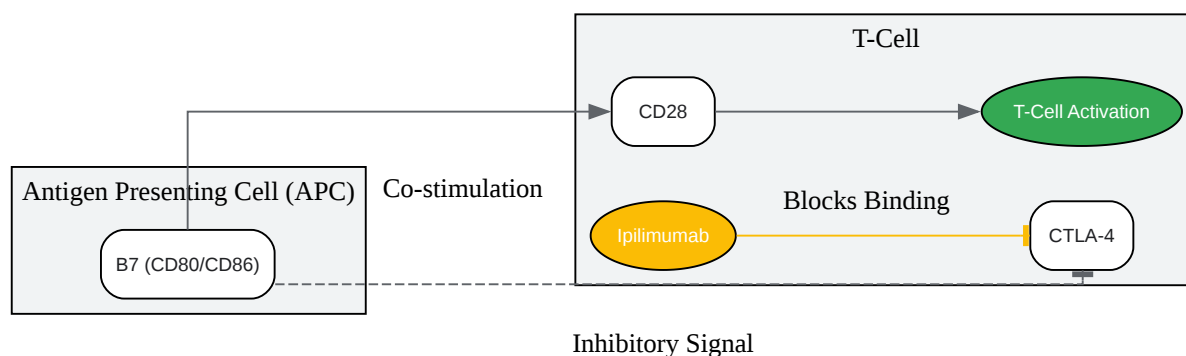 T-Cell
CD28
T-Cell Activation
Antigen Presenting Cell (APC)
Co-stimulation
Blocks Binding
Ipilimumab
CTLA-4
B7 (CD80/CD86)
Inhibitory Signal